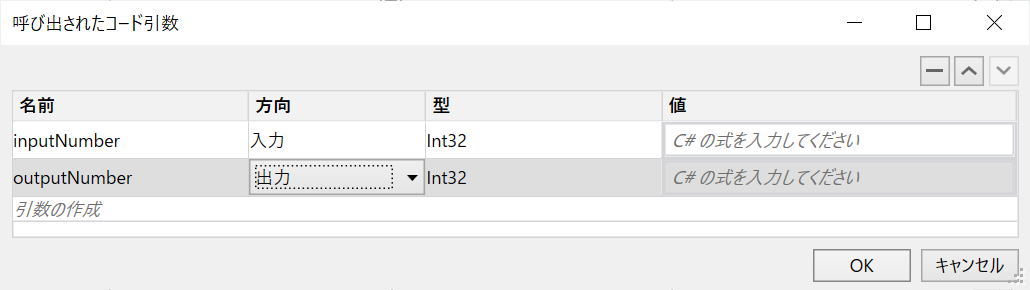 呼び出されたコード引数
名前 方向 型 値
inputNumber 入力 Int32 C# の式を入力してください
outputNumber 出力 Int32 C# の式を入力してください
引数の作成
OK キャンセル